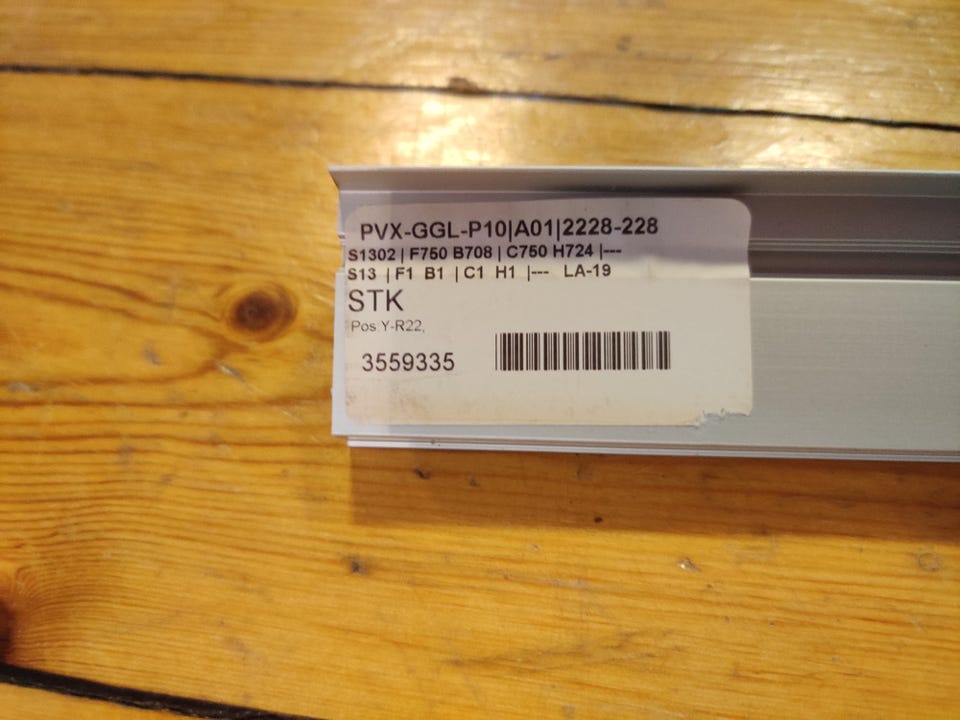 PVX-GGL-P10|A01|2228-228
S1302 | F750 B708 | C750 H724 |---
S13 | F1 B1 | C1 H1 |--- LA-19
STK
Pos:Y-R22,
3559335